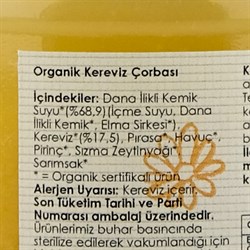 Organik Kereviz Çorbası
İçindekiler: Dana İlikli Kemik
Suyu*(%68,9)(İçme Suyu, Dana
İlikli Kemik*, Elma Sirkesi*),
Kereviz*(%17,5), Pırasa*, Havuç*,
Pirinç*, Sızma Zeytinyağı*,
Sarımsak*
* = Organik sertifikalı ürün
Alerjen Uyarısı: Kereviz içerir.
Son Tüketim Tarihi ve Parti
Numarası ambalaj üzerindedir.
Ürünlerimiz buhar basıncında
sterilize edilerek vakumlandığı